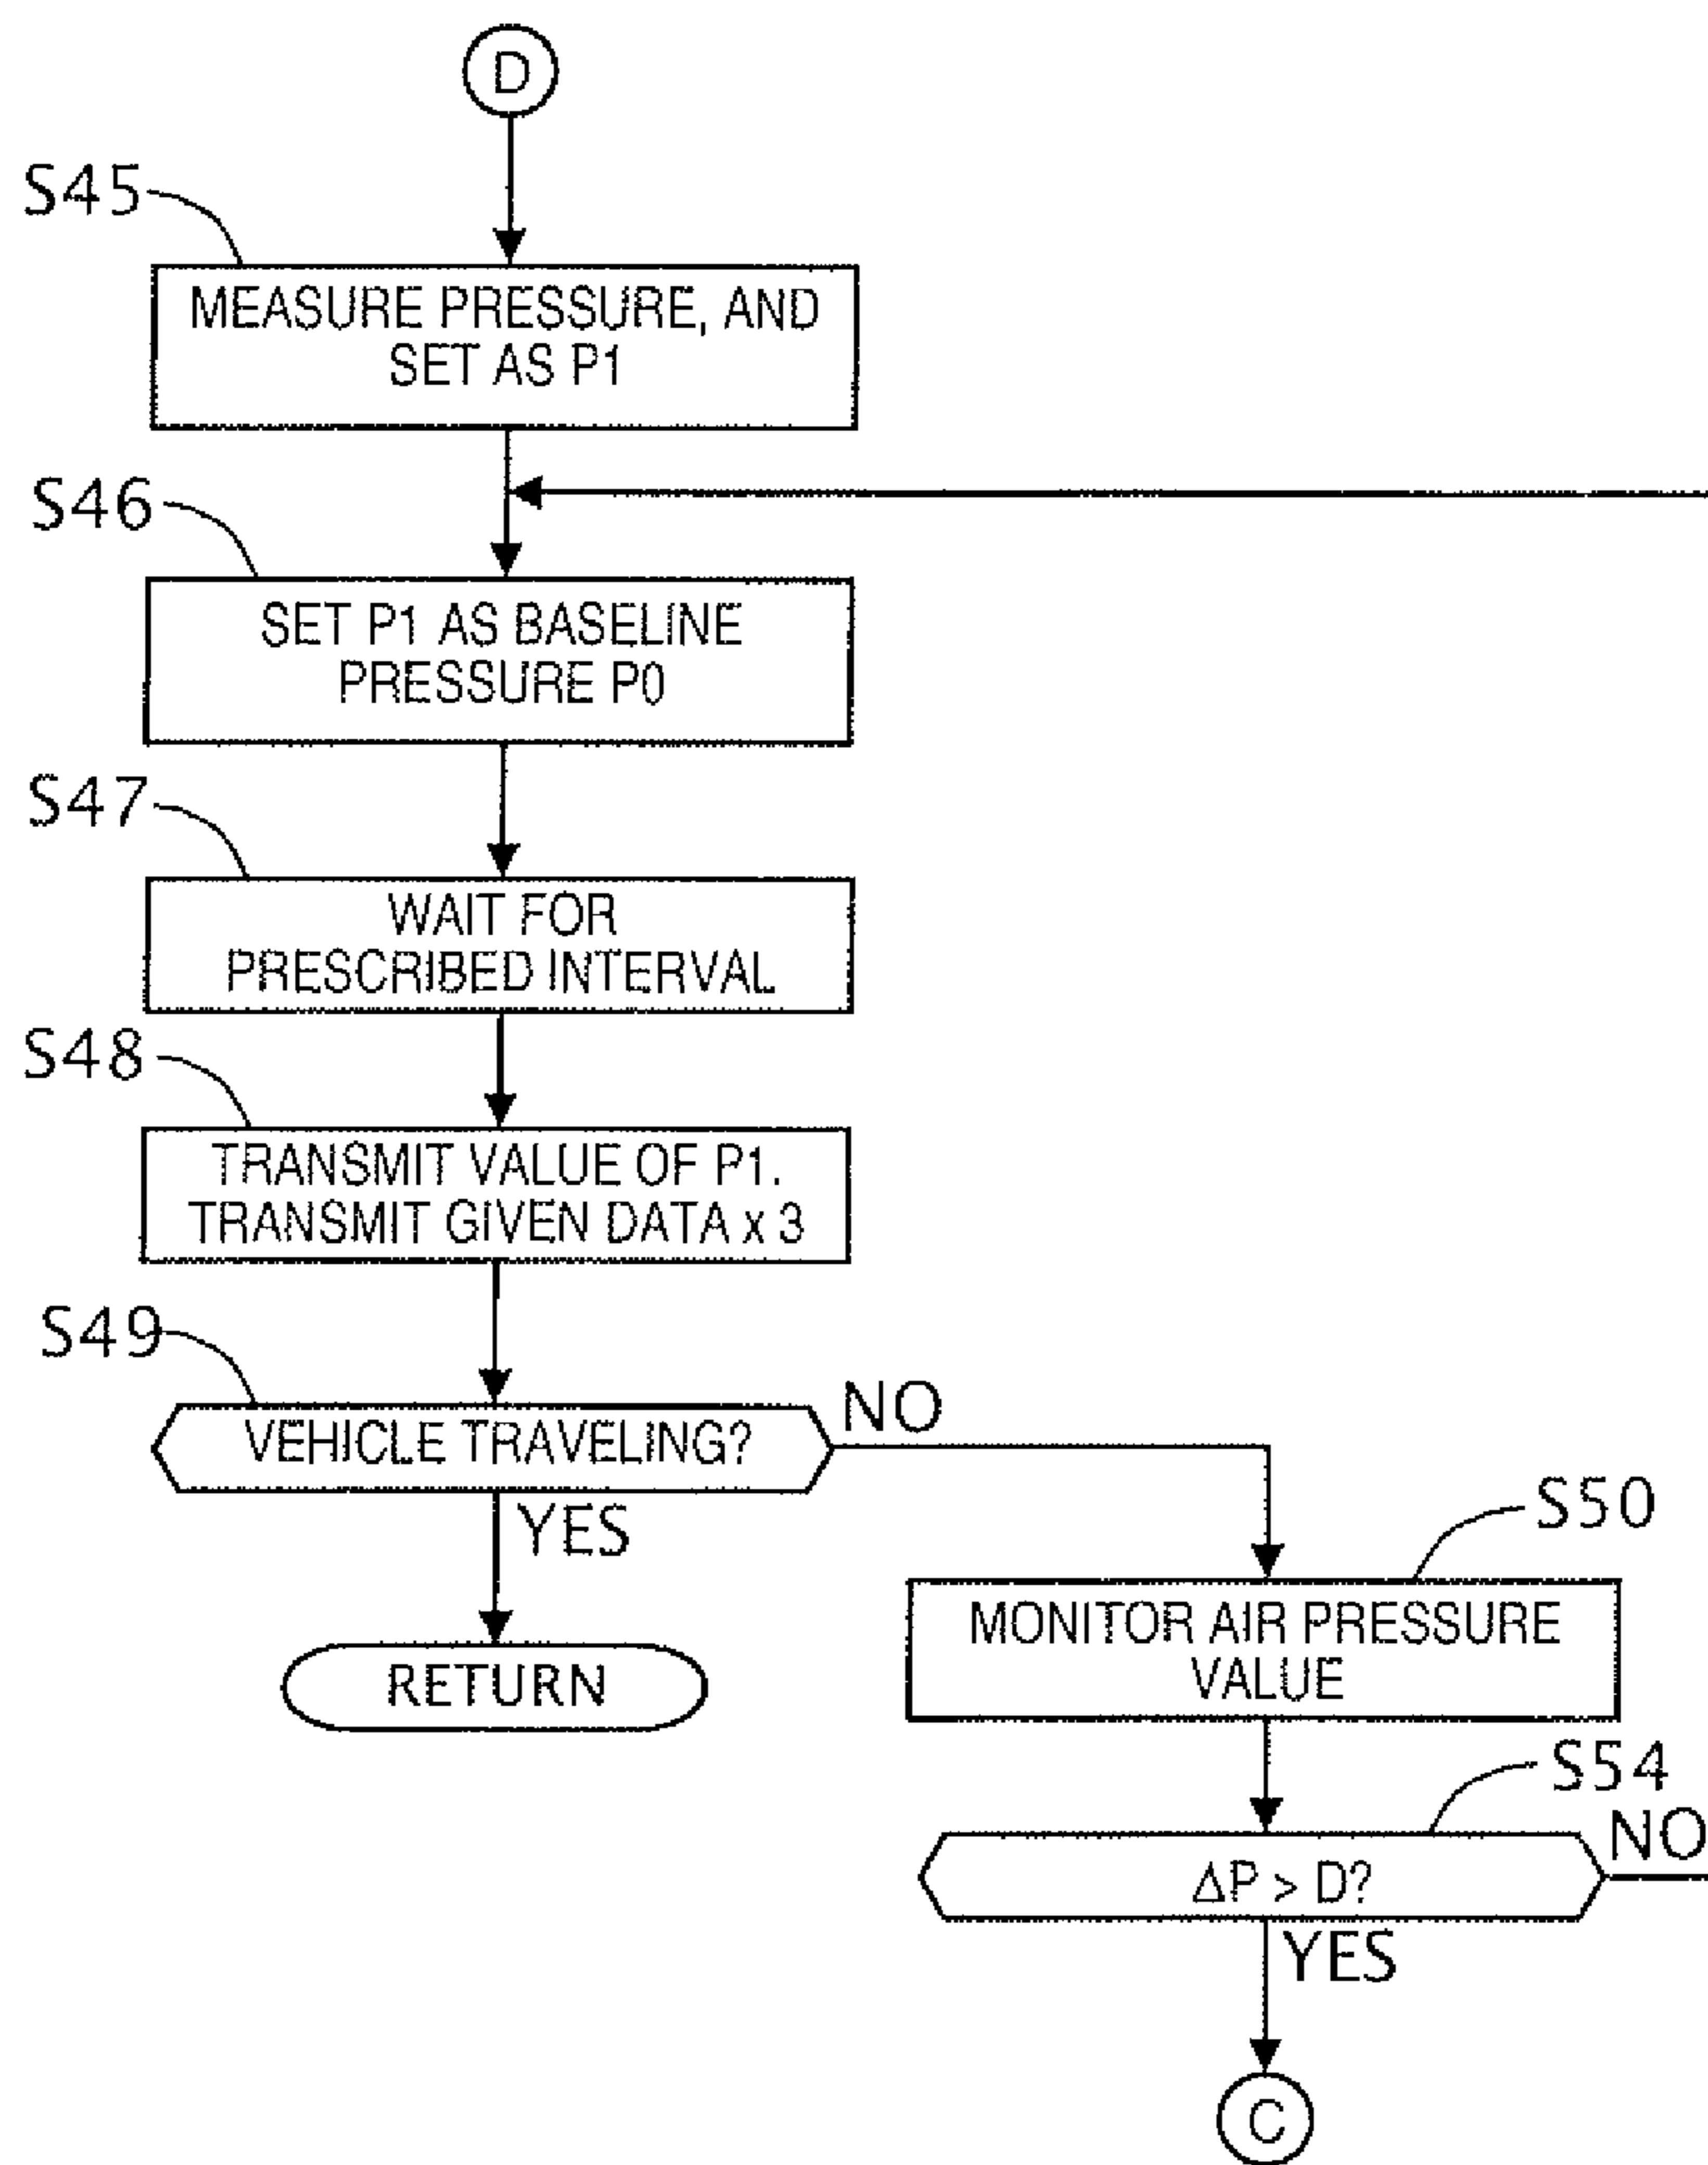 D
S45
MEASURE PRESSURE, AND
SET AS P1
S46
SET P1 AS BASELINE
PRESSURE P0
S47
WAIT FOR
PRESCRIBED INTERVAL
S48
TRANSMIT VALUE OF P1.
TRANSMIT GIVEN DATA x 3
S49
VEHICLE TRAVELING?
NO
YES
RETURN
S50
MONITOR AIR PRESSURE
VALUE
S54
ΔP > D?
NO
YES
C